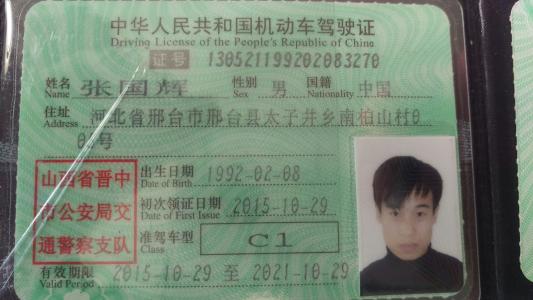 中华人民共和国机动车驾驶证
Driving License of the People's Republic of China
证号 130521199202083270
姓名 张国辉 性别 男 国籍 中国
Name Sex Nationality
住址 河北省邢台市邢台县太子井乡南柏山村0
Address
0号
山西省晋中
市公安局交
通警察支队
出生日期 1992-02-08
Date of Birth
初次领证日期 2015-10-29
Date of First Issue
准驾车型 C1
Class
有效期限 2015-10-29 至 2021-10-29
Valid Period